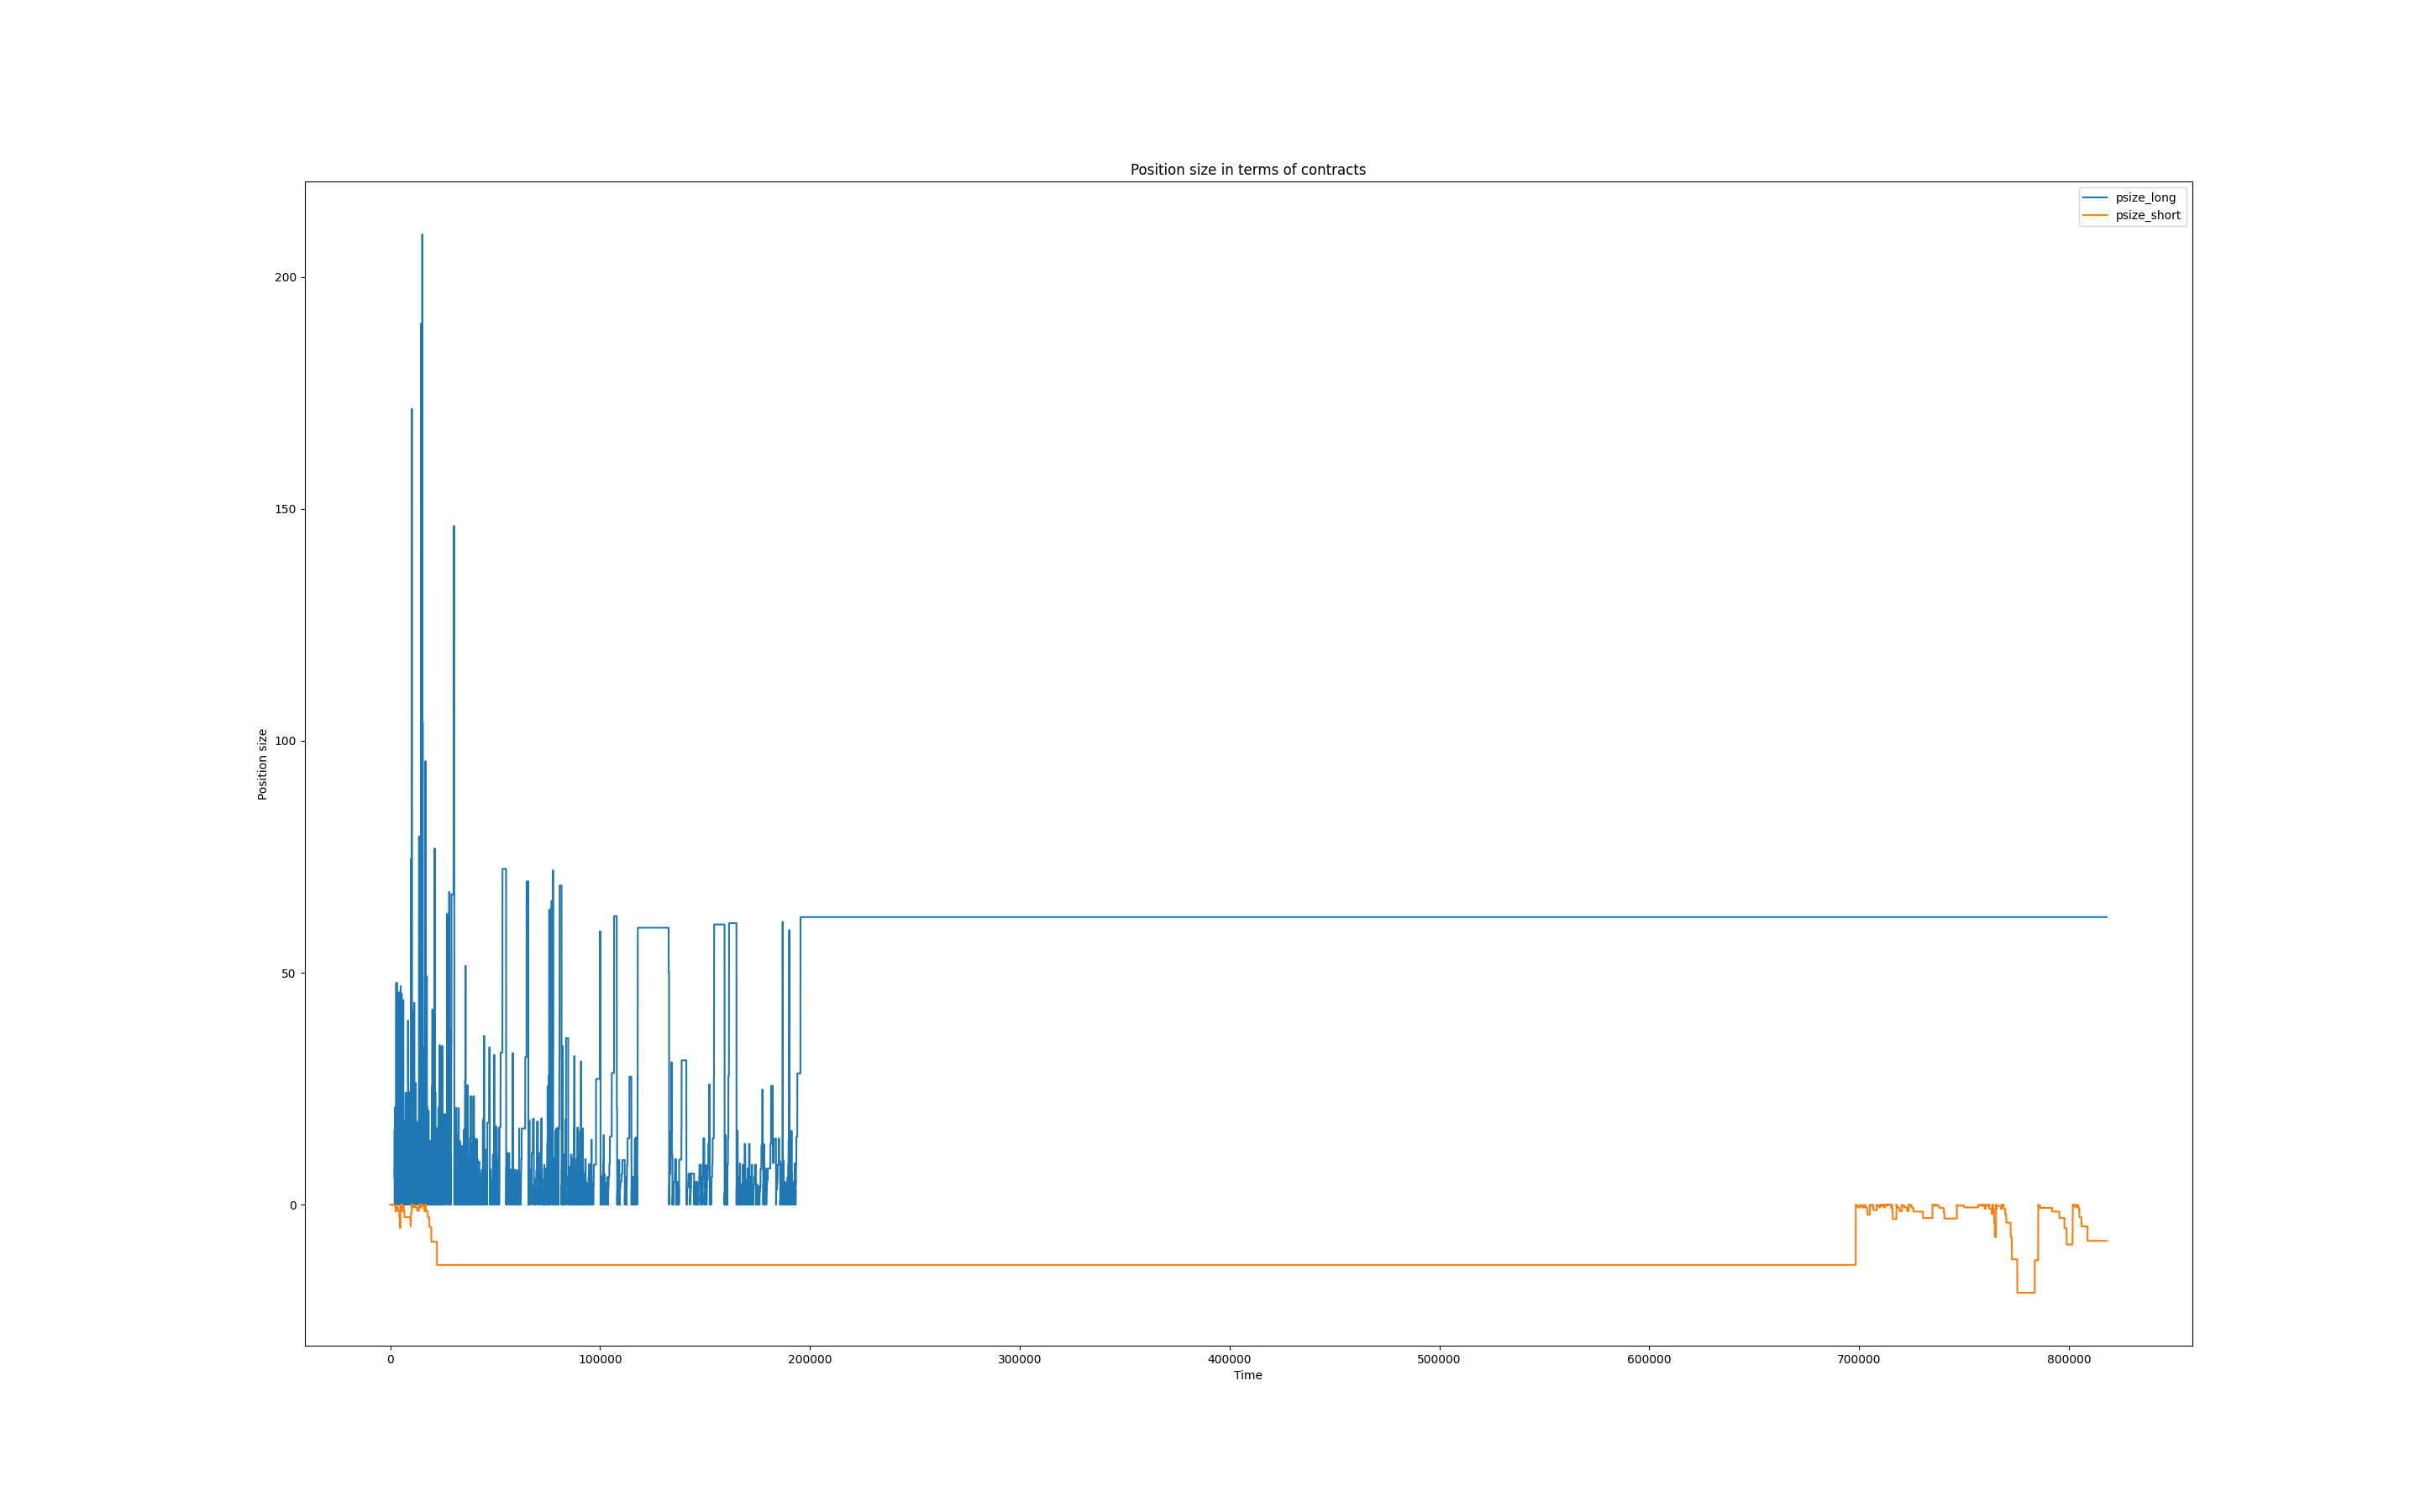 Position size in terms of contracts
psize_long
psize_short
200
150
100
50
0
Position size
0 100000 200000 300000 400000 500000 600000 700000 800000
Time